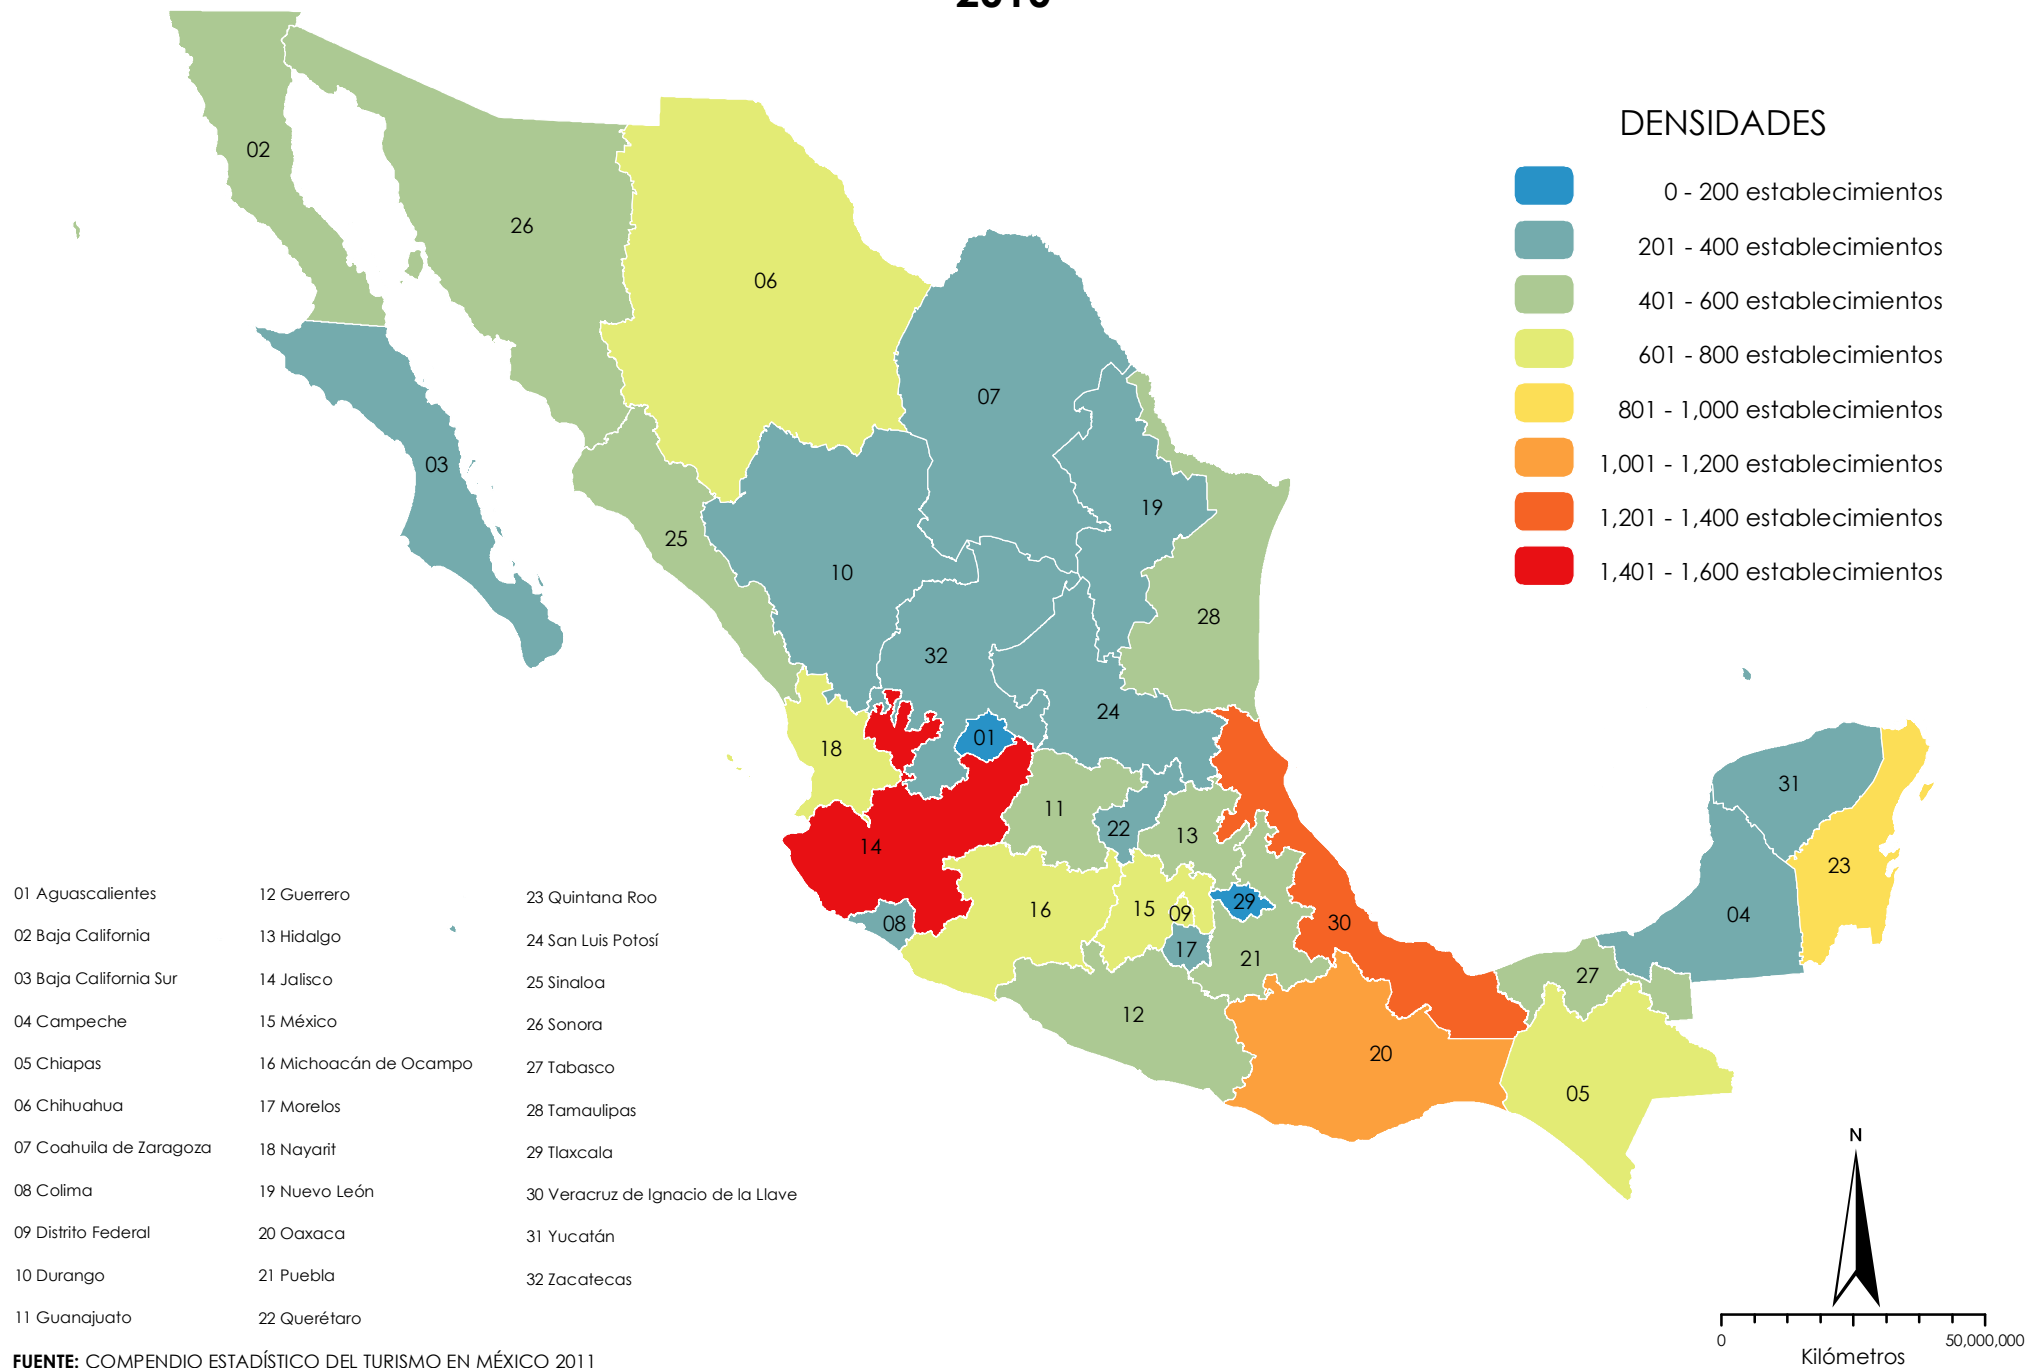 DENSIDADES
0 - 200 establecimientos
201 - 400 establecimientos
401 - 600 establecimientos
601 - 800 establecimientos
801 - 1,000 establecimientos
1,001 - 1,200 establecimientos
1,201 - 1,400 establecimientos
1,401 - 1,600 establecimientos
02
26
06
07
03
19
25
10
28
32
24
01
18
31
11
22
13
14
23
29
16
15
09
08
30
04
17
21
27
12
20
05
01 Aguascalientes
02 Baja California
03 Baja California Sur
04 Campeche
05 Chiapas
06 Chihuahua
07 Coahuila de Zaragoza
08 Colima
09 Distrito Federal
10 Durango
11 Guanajuato
12 Guerrero
13 Hidalgo
14 Jalisco
15 México
16 Michoacán de Ocampo
17 Morelos
18 Nayarit
19 Nuevo León
20 Oaxaca
21 Puebla
22 Querétaro
23 Quintana Roo
24 San Luis Potosí
25 Sinaloa
26 Sonora
27 Tabasco
28 Tamaulipas
29 Tlaxcala
30 Veracruz de Ignacio de la Llave
31 Yucatán
32 Zacatecas
N
0 50,000,000
Kilómetros
FUENTE: COMPENDIO ESTADÍSTICO DEL TURISMO EN MÉXICO 2011